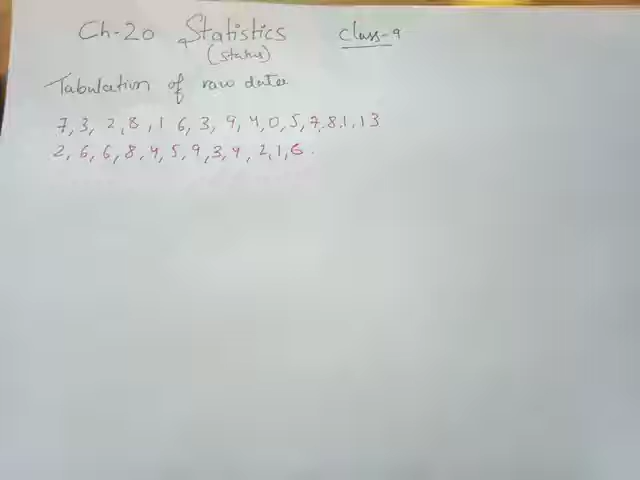 Ch-20 Statistics Class-9
(status)
Tabulation of raw data
7, 3, 2, 8, 1 6, 3, 9, 4, 0, 5, 7, 8, 1, 13
2, 6, 6, 8, 4, 5, 9, 3, 4, 2, 1, 6.